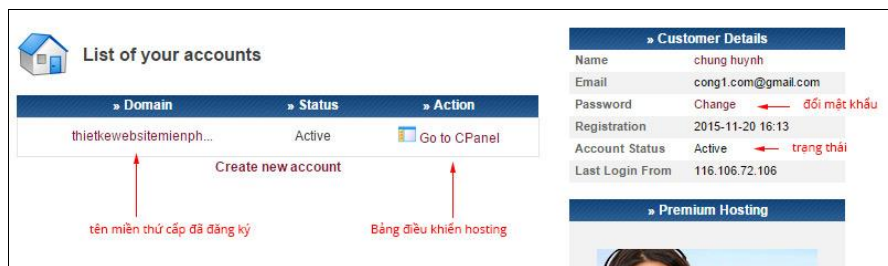 List of your accounts
» Domain » Status » Action
thietkewebsitemienph... Active Go to CPanel
Create new account
tên miền thứ cấp đã đăng ký
Bảng điều khiển hosting
» Customer Details
Name chung huynh
Email cong1.com@gmail.com
Password Change đổi mật khẩu
Registration 2015-11-20 16:13
Account Status Active trạng thái
Last Login From 116.106.72.106
» Premium Hosting